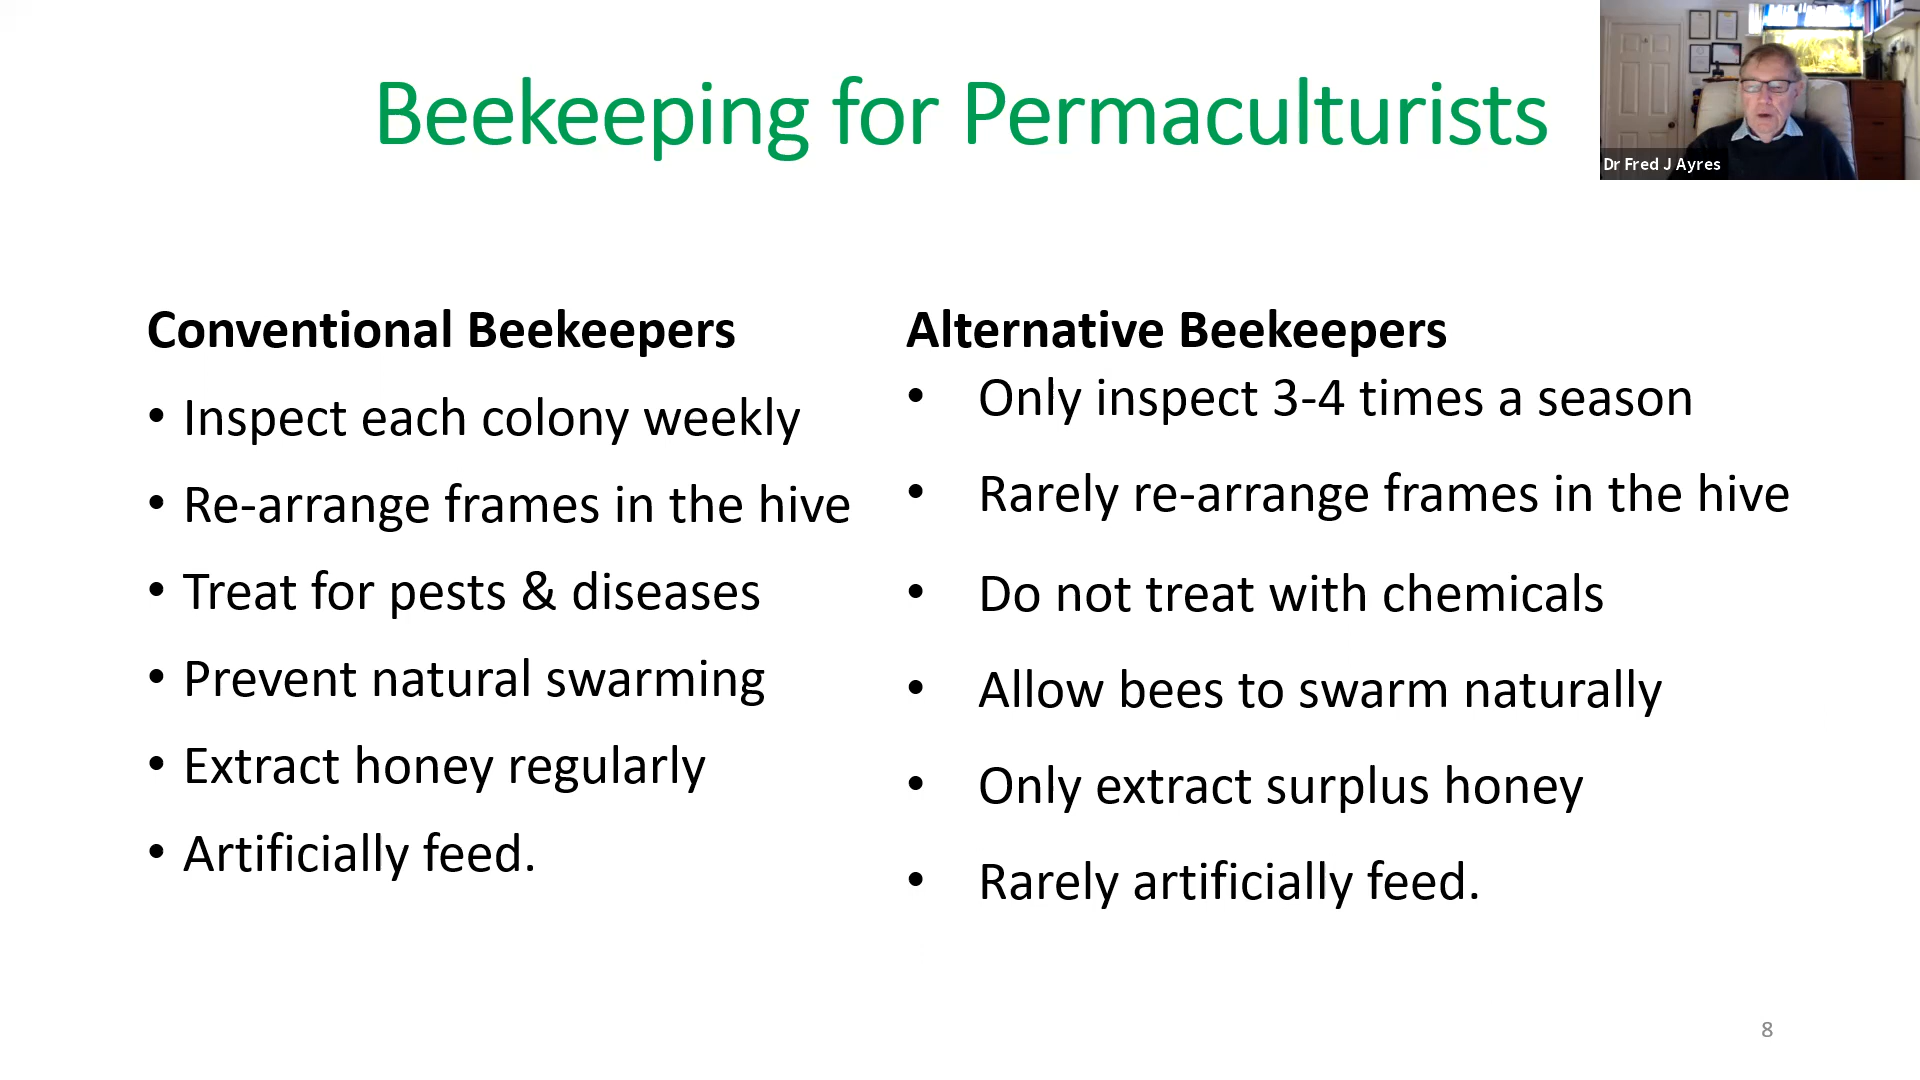 Beekeeping for Permaculturists
Dr Fred J Ayres
Conventional Beekeepers
• Inspect each colony weekly
• Re-arrange frames in the hive
• Treat for pests & diseases
• Prevent natural swarming
• Extract honey regularly
• Artificially feed.
Alternative Beekeepers
• Only inspect 3-4 times a season
• Rarely re-arrange frames in the hive
• Do not treat with chemicals
• Allow bees to swarm naturally
• Only extract surplus honey
• Rarely artificially feed.
8